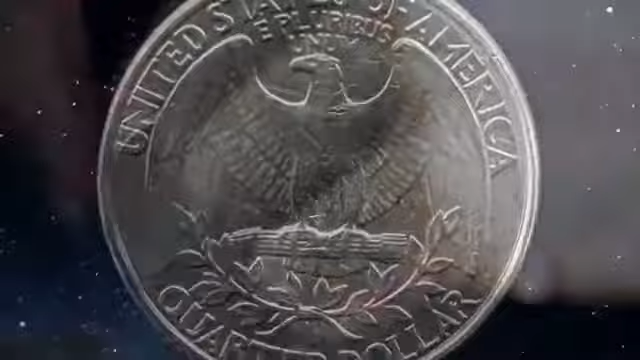 UNITED STATES OF AMERICA
E PLURIBUS
UNUM
QUARTER DOLLAR